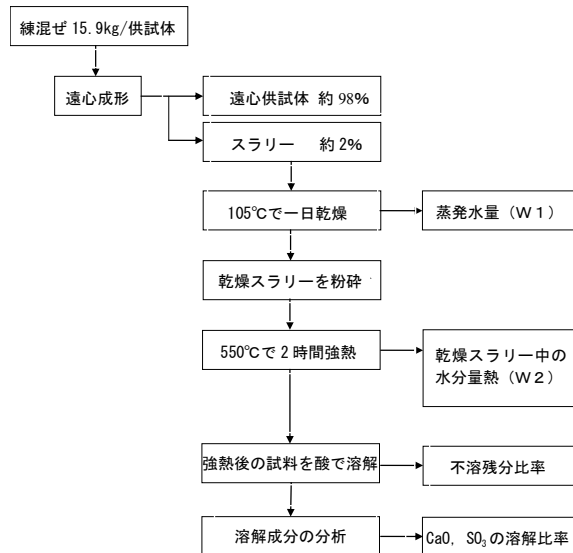 練混ぜ 15.9kg/供試体
遠心成形
遠心供試体 約 98%
スラリー 約 2%
105℃で一日乾燥
蒸発水量（W1）
乾燥スラリーを粉砕
550℃で 2 時間強熱
乾燥スラリー中の
水分量熱（W2）
強熱後の試料を酸で溶解
不溶残分比率
溶解成分の分析
CaO, SO₃の溶解比率